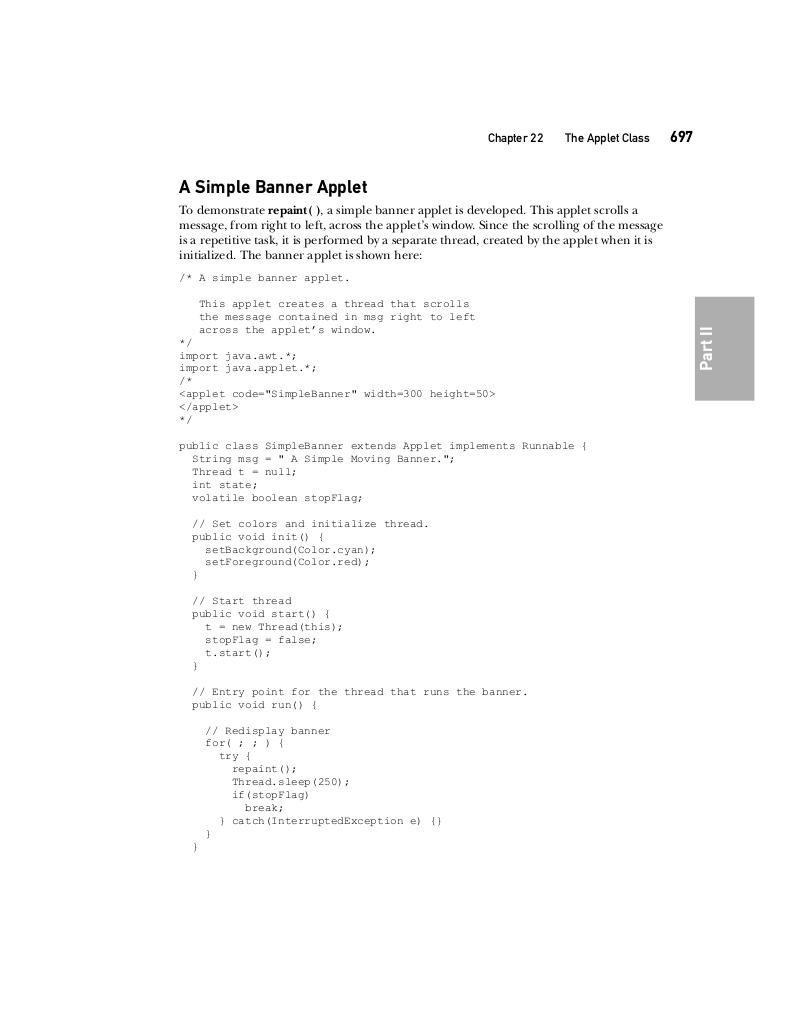 Chapter 22 The Applet Class 697
A Simple Banner Applet
To demonstrate repaint( ), a simple banner applet is developed. This applet scrolls a
message, from right to left, across the applet's window. Since the scrolling of the message
is a repetitive task, it is performed by a separate thread, created by the applet when it is
initialized. The banner applet is shown here:
/* A simple banner applet.
   This applet creates a thread that scrolls
   the message contained in msg right to left
   across the applet's window.
*/
import java.awt.*;
import java.applet.*;
/*
<applet code="SimpleBanner" width=300 height=50>
</applet>
*/
public class SimpleBanner extends Applet implements Runnable {
  String msg = " A Simple Moving Banner.";
  Thread t = null;
  int state;
  volatile boolean stopFlag;
  // Set colors and initialize thread.
  public void init() {
    setBackground(Color.cyan);
    setForeground(Color.red);
  }
  // Start thread
  public void start() {
    t = new Thread(this);
    stopFlag = false;
    t.start();
  }
  // Entry point for the thread that runs the banner.
  public void run() {
    // Redisplay banner
    for( ; ; ) {
      try {
        repaint();
        Thread.sleep(250);
        if(stopFlag)
          break;
      } catch(InterruptedException e) {}
    }
  }
Part II